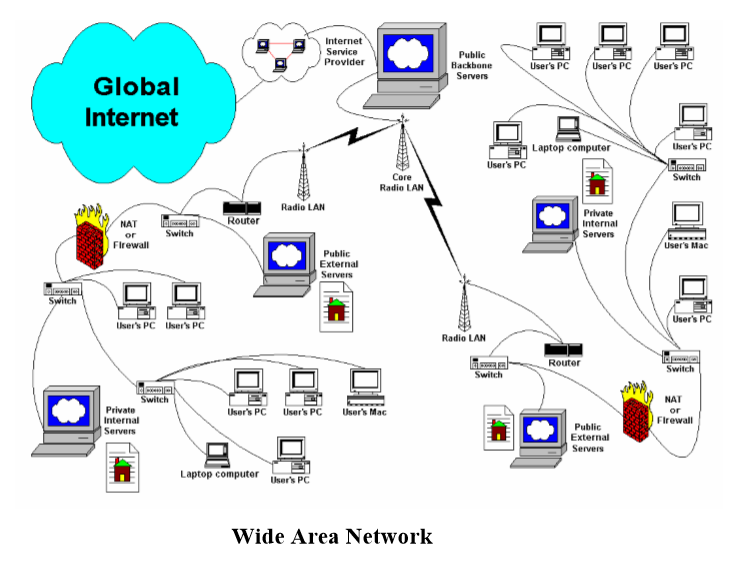 Global
Internet
Internet
Service
Provider
Public
Backbone
Servers
User's PC
User's PC
User's PC
User's PC
Laptop computer
User's PC
Switch
Core
Radio LAN
Radio LAN
Router
Switch
NAT
or
Firewall
Public
External
Servers
Private
Internal
Servers
User's Mac
User's PC
Switch
User's PC
User's PC
Radio LAN
Router
Switch
Switch
NAT
or
Firewall
Public
External
Servers
Switch
User's PC
User's PC
User's Mac
Private
Internal
Servers
Laptop computer
User's PC
Wide Area Network